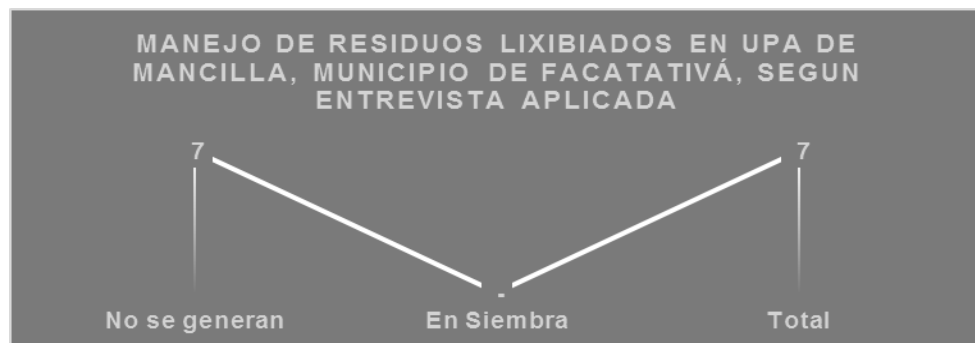 MANEJO DE RESIDUOS LIXIBIADOS EN UPA DE
MANCILLA, MUNICIPIO DE FACATATIVÁ, SEGUN
ENTREVISTA APLICADA
7 7
-
No se generan En Siembra Total